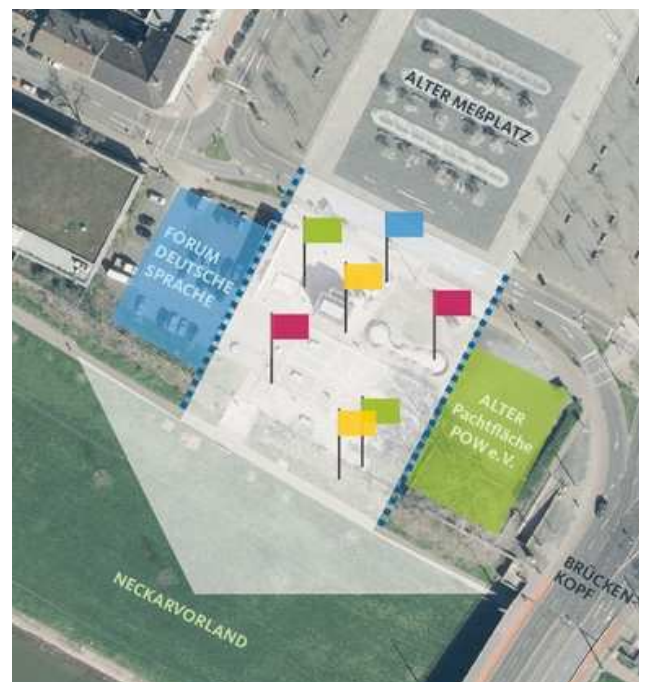 ALTER MEẞPLATZ
FORUM
DEUTSCHE
SPRACHE
ALTER
Pachtfläche
POW e.V.
BRÜCKEN-
KOPF
NECKARVORLAND